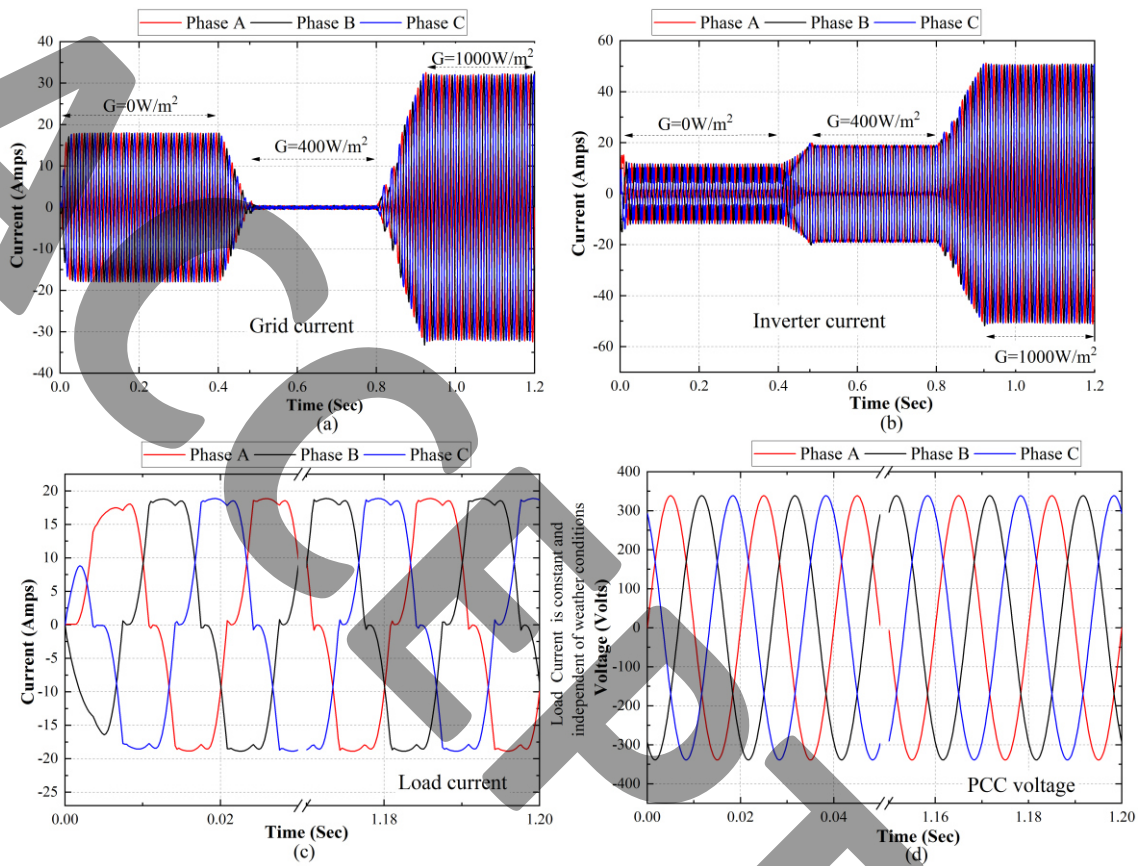 Phase A Phase B Phase C
40
30
20
10
0
-10
-20
-30
-40
Current (Amps)
G=0W/m²
G=400W/m²
G=1000W/m²
Grid current
0.0 0.2 0.4 0.6 0.8 1.0 1.2
Time (Sec)
(a)
Phase A Phase B Phase C
60
40
20
0
-20
-40
-60
Current (Amps)
G=0W/m²
G=400W/m²
G=1000W/m²
Inverter current
0.0 0.2 0.4 0.6 0.8 1.0 1.2
Time (Sec)
(b)
Phase A Phase B Phase C
20
15
10
5
0
-5
-10
-15
-20
-25
Current (Amps)
Load current
0.00 0.02 1.18 1.20
Time (Sec)
(c)
Load Current is constant and
independent of weather conditions
Phase A Phase B Phase C
400
300
200
100
0
-100
-200
-300
-400
Voltage (Volts)
PCC voltage
0.00 0.02 1.16 1.18 1.20
Time (Sec)
(d)